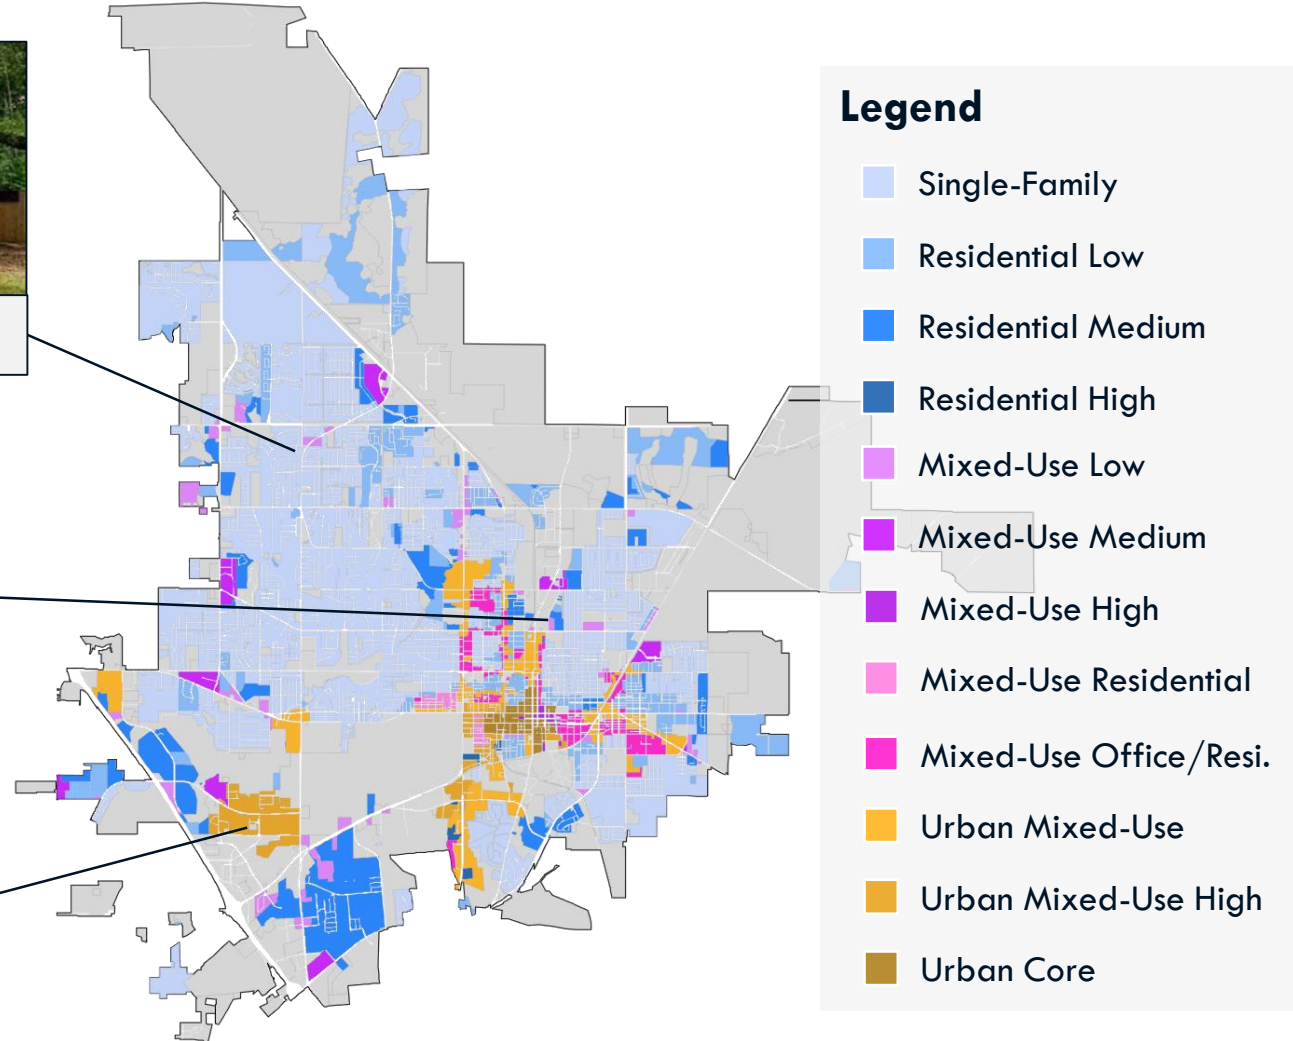 Legend
Single-Family
Residential Low
Residential Medium
Residential High
Mixed-Use Low
Mixed-Use Medium
Mixed-Use High
Mixed-Use Residential
Mixed-Use Office/Resi.
Urban Mixed-Use
Urban Mixed-Use High
Urban Core